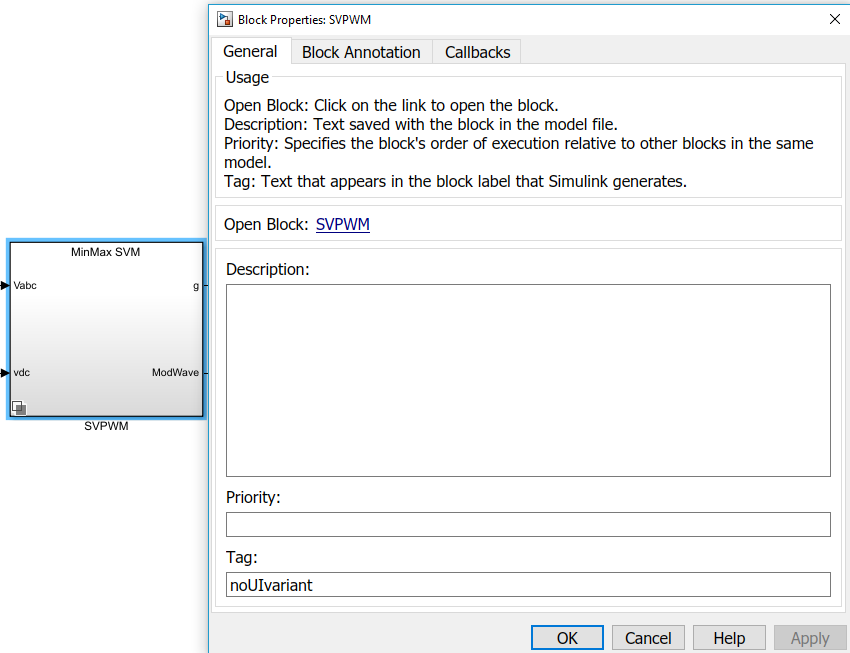 Block Properties: SVPWM
General
Block Annotation
Callbacks
Usage
Open Block: Click on the link to open the block.
Description: Text saved with the block in the model file.
Priority: Specifies the block's order of execution relative to other blocks in the same
model.
Tag: Text that appears in the block label that Simulink generates.
Open Block: SVPWM
MinMax SVM
Vabc
g
vdc
ModWave
SVPWM
Description:
Priority:
Tag:
noUIvariant
OK
Cancel
Help
Apply